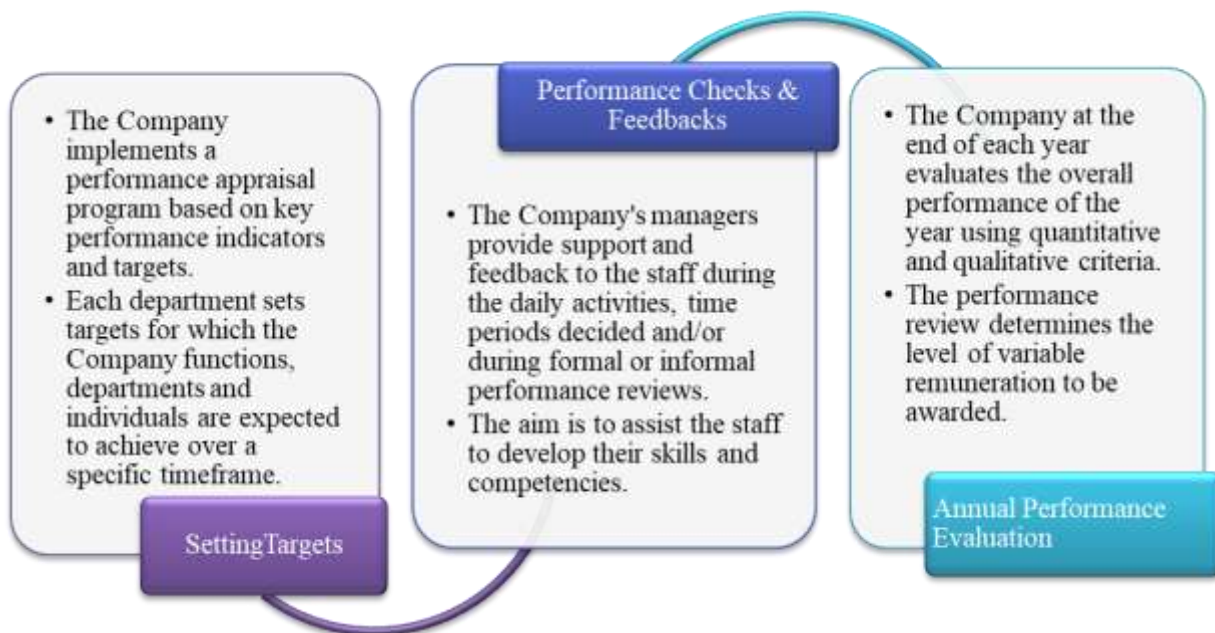 • The Company
implements a
performance appraisal
program based on key
performance indicators
and targets.
• Each department sets
targets for which the
Company functions,
departments and
individuals are expected
to achieve over a
specific timeframe.
SettingTargets
Performance Checks &
Feedbacks
• The Company's managers
provide support and
feedback to the staff during
the daily activities, time
periods decided and/or
during formal or informal
performance reviews.
• The aim is to assist the staff
to develop their skills and
competencies.
• The Company at the
end of each year
evaluates the overall
performance of the
year using quantitative
and qualitative criteria.
• The performance
review determines the
level of variable
remuneration to be
awarded.
Annual Performance
Evaluation